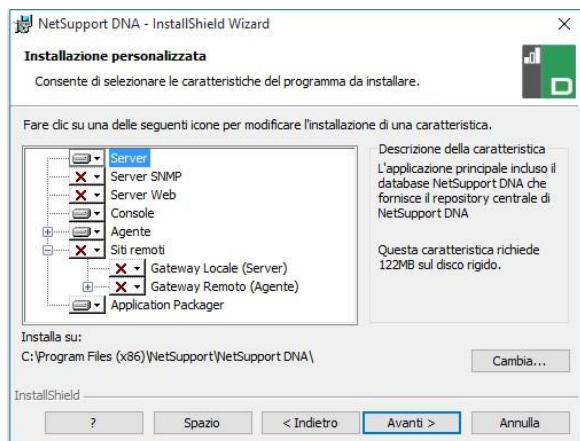 NetSupport DNA - InstallShield Wizard
Installazione personalizzata
Consente di selezionare le caratteristiche del programma da installare.
D
Fare clic su una delle seguenti icone per modificare l'installazione di una caratteristica.
Server
Server SNMP
Server Web
Console
Agente
Siti remoti
Gateway Locale (Server)
Gateway Remoto (Agente)
Application Packager
Descrizione della caratteristica
L'applicazione principale incluso il
database NetSupport DNA che
fornisce il repository centrale di
NetSupport DNA
Questa caratteristica richiede
122MB sul disco rigido.
Installa su:
C:\Program Files (x86)\NetSupport\NetSupport DNA\
Cambia...
InstallShield
? Spazio < Indietro Avanti > Annulla